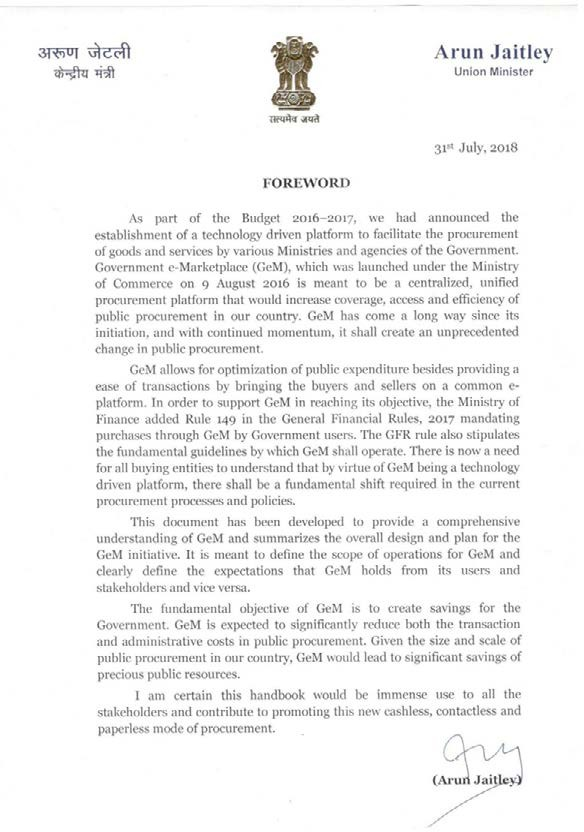 अरूण जेटली
केन्द्रीय मंत्री
सत्यमेव जयते
Arun Jaitley
Union Minister
31st July, 2018
FOREWORD
As part of the Budget 2016–2017, we had announced the
establishment of a technology driven platform to facilitate the procurement
of goods and services by various Ministries and agencies of the Government.
Government e-Marketplace (GeM), which was launched under the Ministry
of Commerce on 9 August 2016 is meant to be a centralized, unified
procurement platform that would increase coverage, access and efficiency of
public procurement in our country. GeM has come a long way since its
initiation, and with continued momentum, it shall create an unprecedented
change in public procurement.
GeM allows for optimization of public expenditure besides providing a
ease of transactions by bringing the buyers and sellers on a common e-
platform. In order to support GeM in reaching its objective, the Ministry of
Finance added Rule 149 in the General Financial Rules, 2017 mandating
purchases through GeM by Government users. The GFR rule also stipulates
the fundamental guidelines by which GeM shall operate. There is now a need
for all buying entities to understand that by virtue of GeM being a technology
driven platform, there shall be a fundamental shift required in the current
procurement processes and policies.
This document has been developed to provide a comprehensive
understanding of GeM and summarizes the overall design and plan for the
GeM initiative. It is meant to define the scope of operations for GeM and
clearly define the expectations that GeM holds from its users and
stakeholders and vice versa.
The fundamental objective of GeM is to create savings for the
Government. GeM is expected to significantly reduce both the transaction
and administrative costs in public procurement. Given the size and scale of
public procurement in our country, GeM would lead to significant savings of
precious public resources.
I am certain this handbook would be immense use to all the
stakeholders and contribute to promoting this new cashless, contactless and
paperless mode of procurement.
(Arun Jaitley)